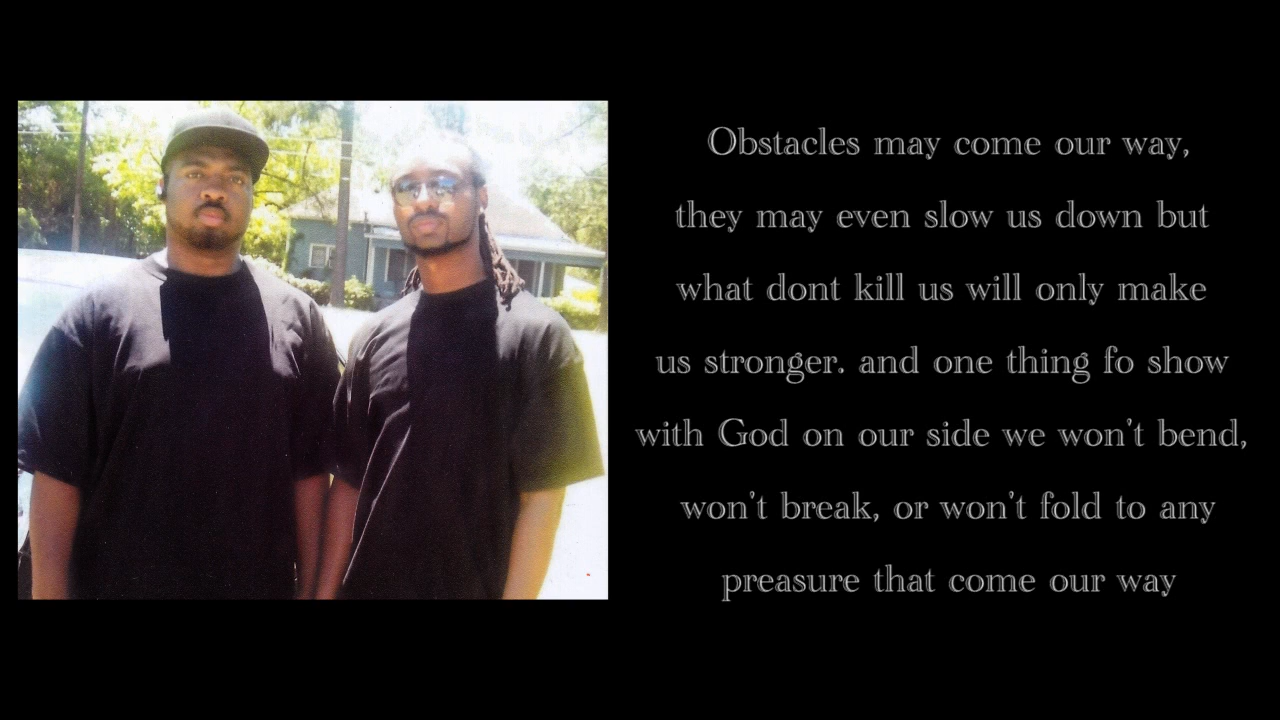 Obstacles may come our way,
they may even slow us down but
what dont kill us will only make
us stronger. and one thing fo show
with God on our side we won't bend,
won't break, or won't fold to any
preasure that come our way